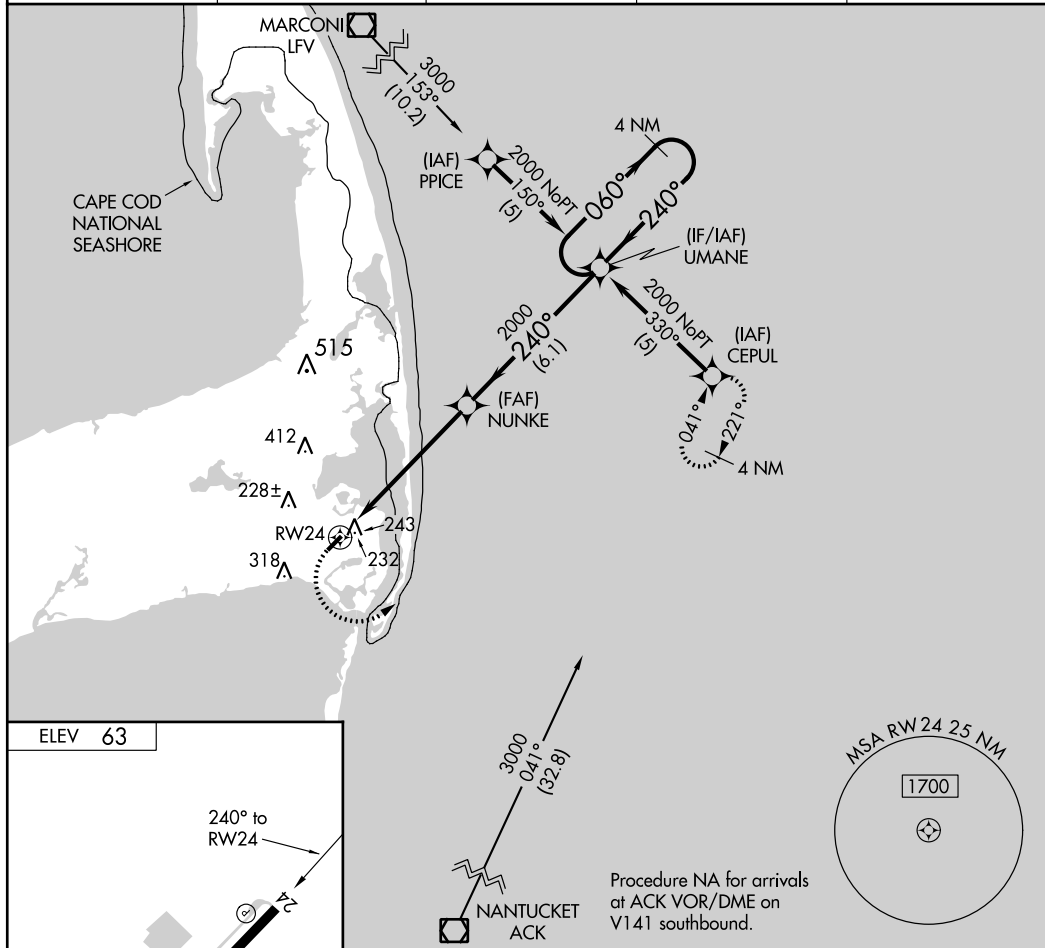 MARCONI
LFV
3000
153°
(10.2)
(IAF)
PPICE
2000 NoPT
150°
(5)
4 NM
060°
240°
(IF/IAF)
UMANE
CAPE COD
NATIONAL
SEASHORE
2000 NoPT
330°
(5)
(IAF)
CEPUL
2000
240°
(6.1)
(FAF)
NUNKE
041°
221°
4 NM
515
412
228±
RW24
243
232
318
3000
041°
(32.8)
NANTUCKET
ACK
Procedure NA for arrivals
at ACK VOR/DME on
V141 southbound.
MSA RW 24 25 NM
1700
ELEV 63
240° to
RW24
24
P